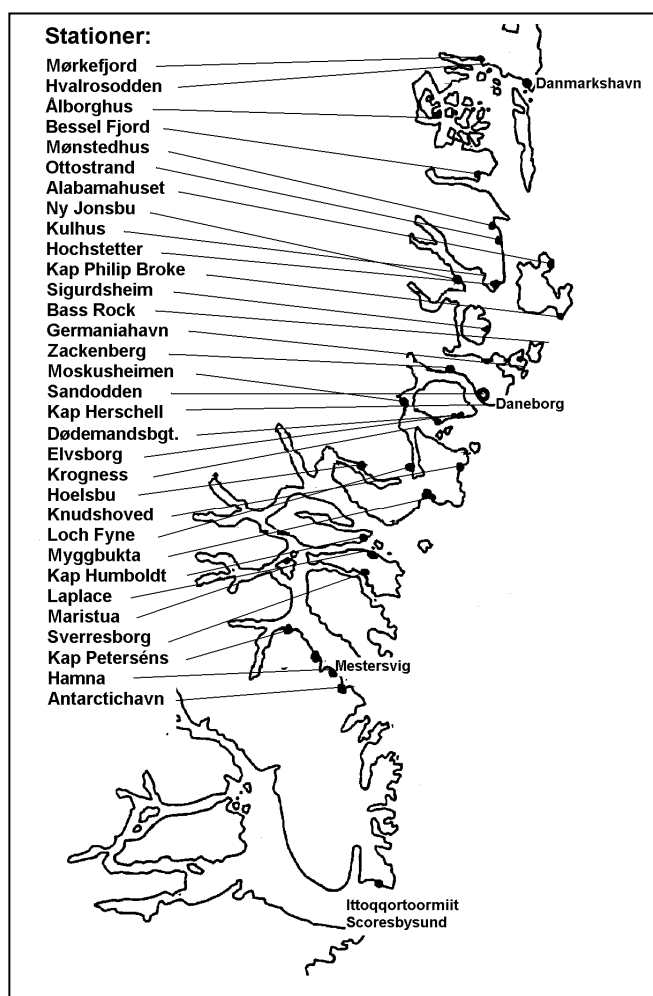 Stationer:
Mørkefjord
Hvalrosodden
Ålborghus
Bessel Fjord
Mønstedhus
Ottostrand
Alabamahuset
Ny Jonsbu
Kulhus
Hochstetter
Kap Philip Broke
Sigurdsheim
Bass Rock
Germaniahavn
Zackenberg
Moskusheimen
Sandodden
Kap Herschell
Dødemandsbgt.
Elvsborg
Krogness
Hoelsbu
Knudshoved
Loch Fyne
Myggbukta
Kap Humboldt
Laplace
Maristua
Sverresborg
Kap Peterséns
Hamna
Antarctichavn
Danmarkshavn
Daneborg
Mestersvig
Ittoqqortoormiit
Scoresbysund